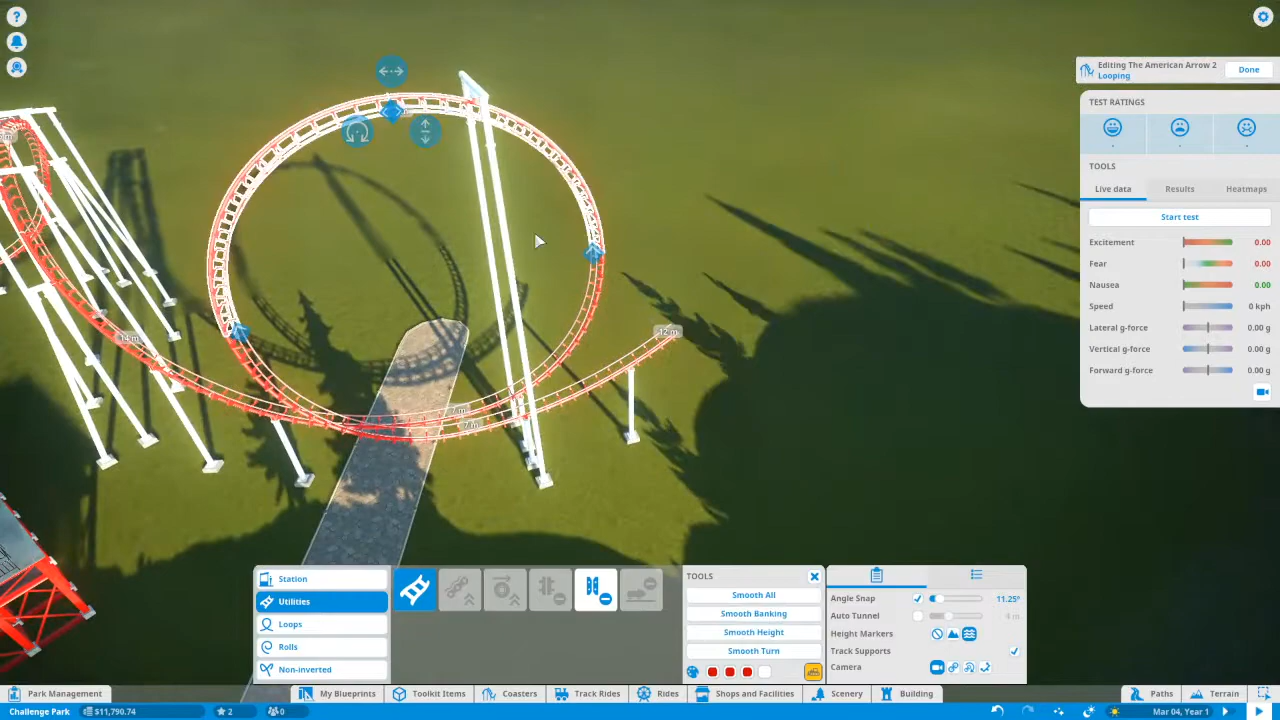 Editing The American Arrow 2
Looping
Done
TEST RATINGS
TOOLS
Live data
Results
Heatmaps
Start test
Excitement
0.00
Fear
0.00
Nausea
0.00
Speed
0 kph
Lateral g-force
0.00 g
Vertical g-force
0.00 g
Forward g-force
0.00 g
12 m
7 m
7 m
Station
Utilities
Loops
Rolls
Non-inverted
TOOLS
Smooth All
Smooth Banking
Smooth Height
Smooth Turn
Angle Snap
11.25°
Auto Tunnel
4 m
Height Markers
Track Supports
Camera
Park Management
My Blueprints
Toolkit Items
Coasters
Track Rides
Rides
Shops and Facilities
Scenery
Building
Paths
Terrain
Challenge Park
$11,790.74
2
0
Mar 04, Year 1